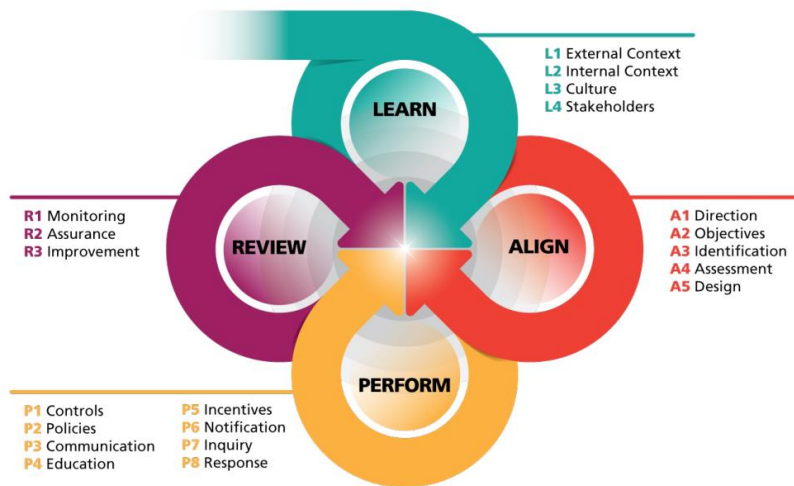 LEARN
L1 External Context
L2 Internal Context
L3 Culture
L4 Stakeholders
ALIGN
A1 Direction
A2 Objectives
A3 Identification
A4 Assessment
A5 Design
PERFORM
P1 Controls
P2 Policies
P3 Communication
P4 Education
P5 Incentives
P6 Notification
P7 Inquiry
P8 Response
REVIEW
R1 Monitoring
R2 Assurance
R3 Improvement